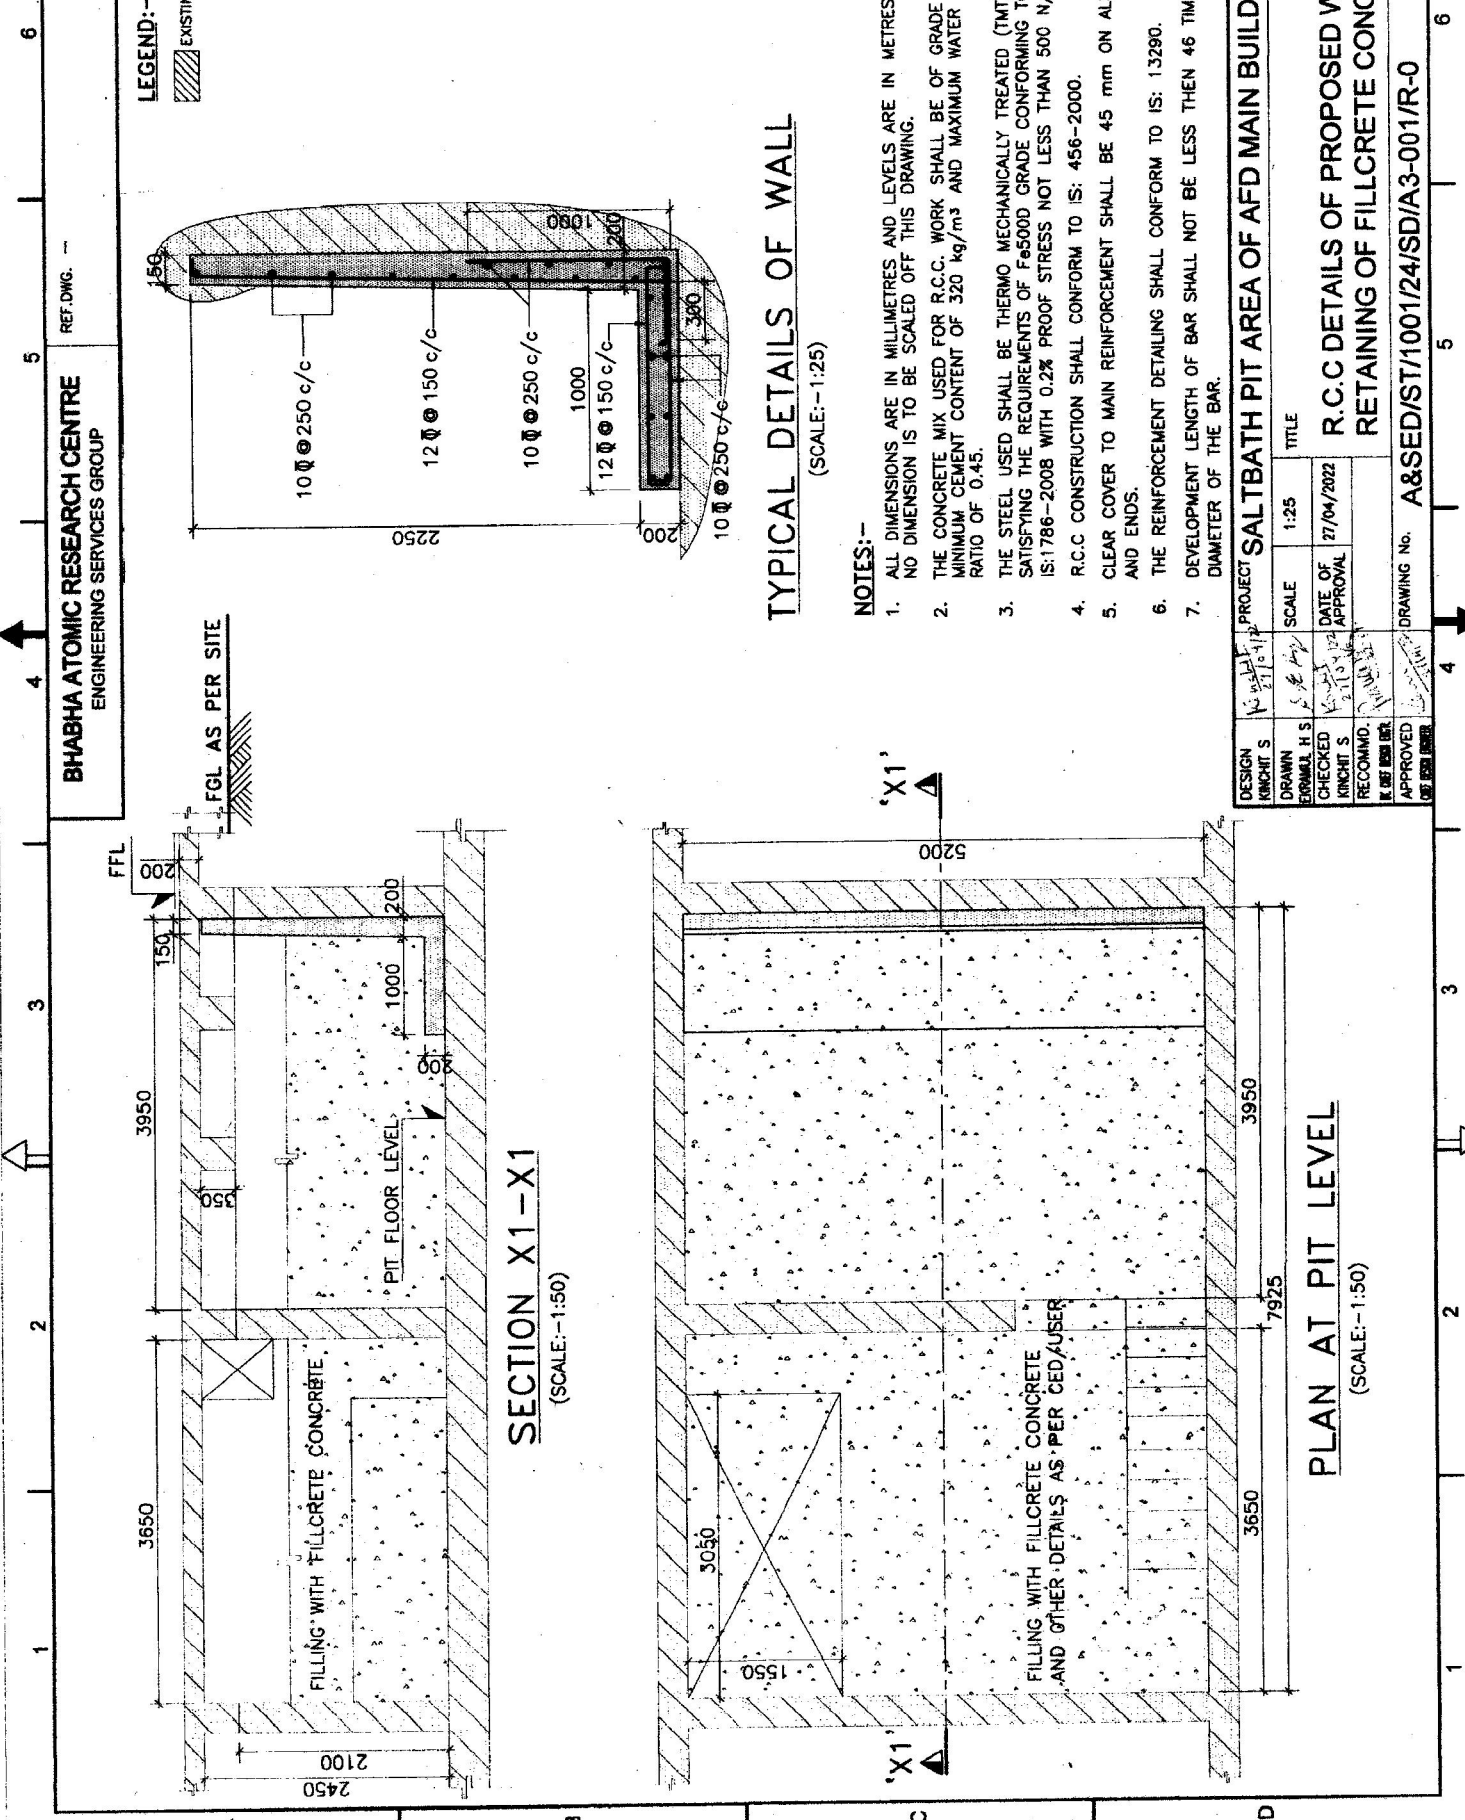 BHABHA ATOMIC RESEARCH CENTRE
ENGINEERING SERVICES GROUP
REF.DWG. --
LEGEND:-
1
2
3
4
5
6
3650
3950
150
200
FFL
FGL AS PER SITE
350
1000
200
200
FILLING WITH FILLCRETE CONCRETE
PIT FLOOR LEVEL
2100
2450
SECTION X1-X1
(SCALE:-1:50)
'X1'
'X1'
5200
3050
1550
FILLING WITH FILLCRETE CONCRETE
AND OTHER DETAILS AS PER CED/USER
3650
3950
7925
PLAN AT PIT LEVEL
(SCALE:-1:50)
150
1000
200
300
10Φ@250 c/c
12Φ@150 c/c
10Φ@250 c/c
1000
12Φ@150 c/c
10Φ@250 c/c
2250
200
TYPICAL DETAILS OF WALL
(SCALE:-1:25)
NOTES:-
1. ALL DIMENSIONS ARE IN MILLIMETRES AND LEVELS ARE IN METRES
NO DIMENSION IS TO BE SCALED OFF THIS DRAWING.
2. THE CONCRETE MIX USED FOR R.C.C. WORK SHALL BE OF GRADE
MINIMUM CEMENT CONTENT OF 320 kg/m³ AND MAXIMUM WATER
RATIO OF 0.45.
3. THE STEEL USED SHALL BE THERMO MECHANICALLY TREATED (TMT
SATISFYING THE REQUIREMENTS OF Fe500D GRADE CONFORMING
IS:1786-2008 WITH 0.2% PROOF STRESS NOT LESS THAN 500 N/
4. R.C.C CONSTRUCTION SHALL CONFORM TO IS: 456-2000.
5. CLEAR COVER TO MAIN REINFORCEMENT SHALL BE 45 mm ON
AND ENDS.
6. THE REINFORCEMENT DETAILING SHALL CONFORM TO IS: 13290.
7. DEVELOPMENT LENGTH OF BAR SHALL NOT BE LESS THEN 46
DIAMETER OF THE BAR.
DESIGN
KINCHIT S
PROJECT SALTBATH PIT AREA OF AFD MAIN BUILD
DRAWN
EKRAMUL H S
SCALE 1:25
TITLE
CHECKED
KINCHIT S
DATE OF
APPROVAL
27/04/2022
R.C.C DETAILS OF PROPOSED
RETAINING OF FILLCRETE CONC
RECOMMD.
APPROVED
DRAWING No. A&SED/ST/1001/24/SD/A3-001/R-0
1
2
3
4
5
6
C
D